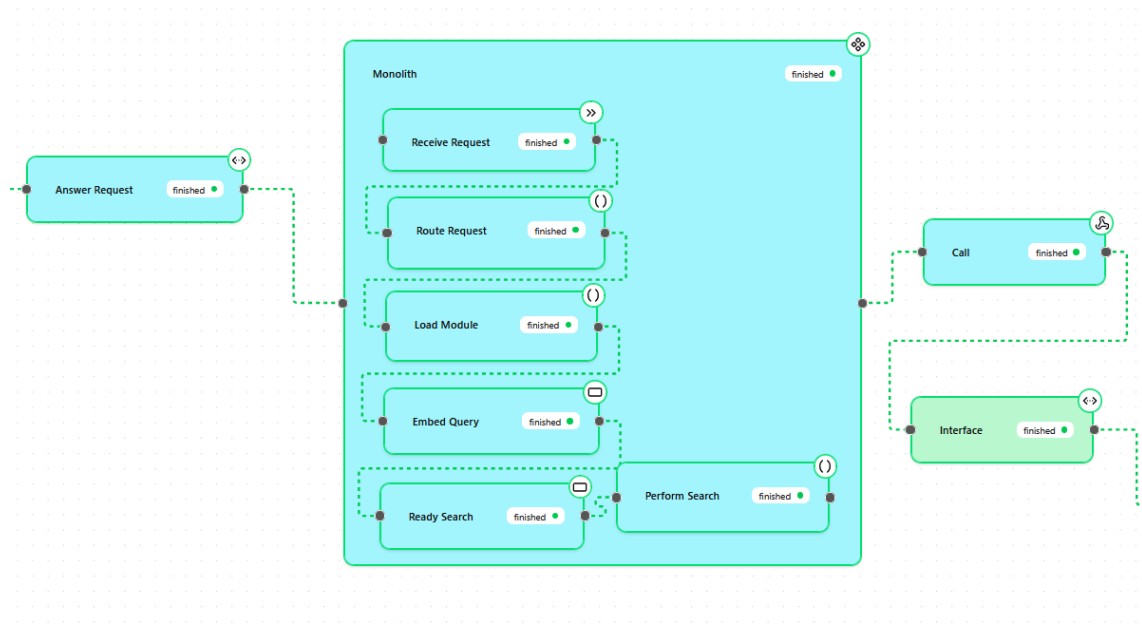 Monolith
finished
Receive Request
finished
Answer Request
finished
Route Request
finished
Call
finished
Load Module
finished
Embed Query
finished
Interface
finished
Perform Search
finished
Ready Search
finished